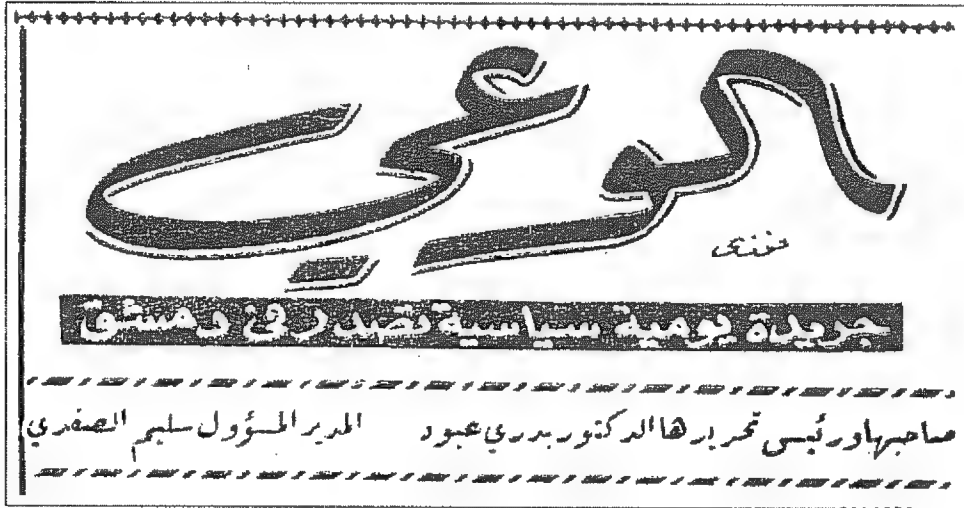 الوعي
جريدة يومية سياسية تصدر في دمشق
صاحبها ورئيس تحريرها الدكتور بدري عبود المدير المسؤول سليم الصفدي